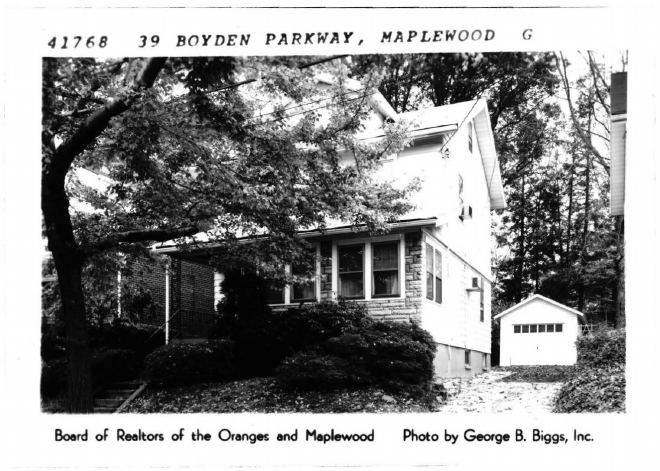 41768 39 BOYDEN PARKWAY, MAPLEWOOD G
Board of Realtors of the Oranges and Maplewood Photo by George B. Biggs, Inc.